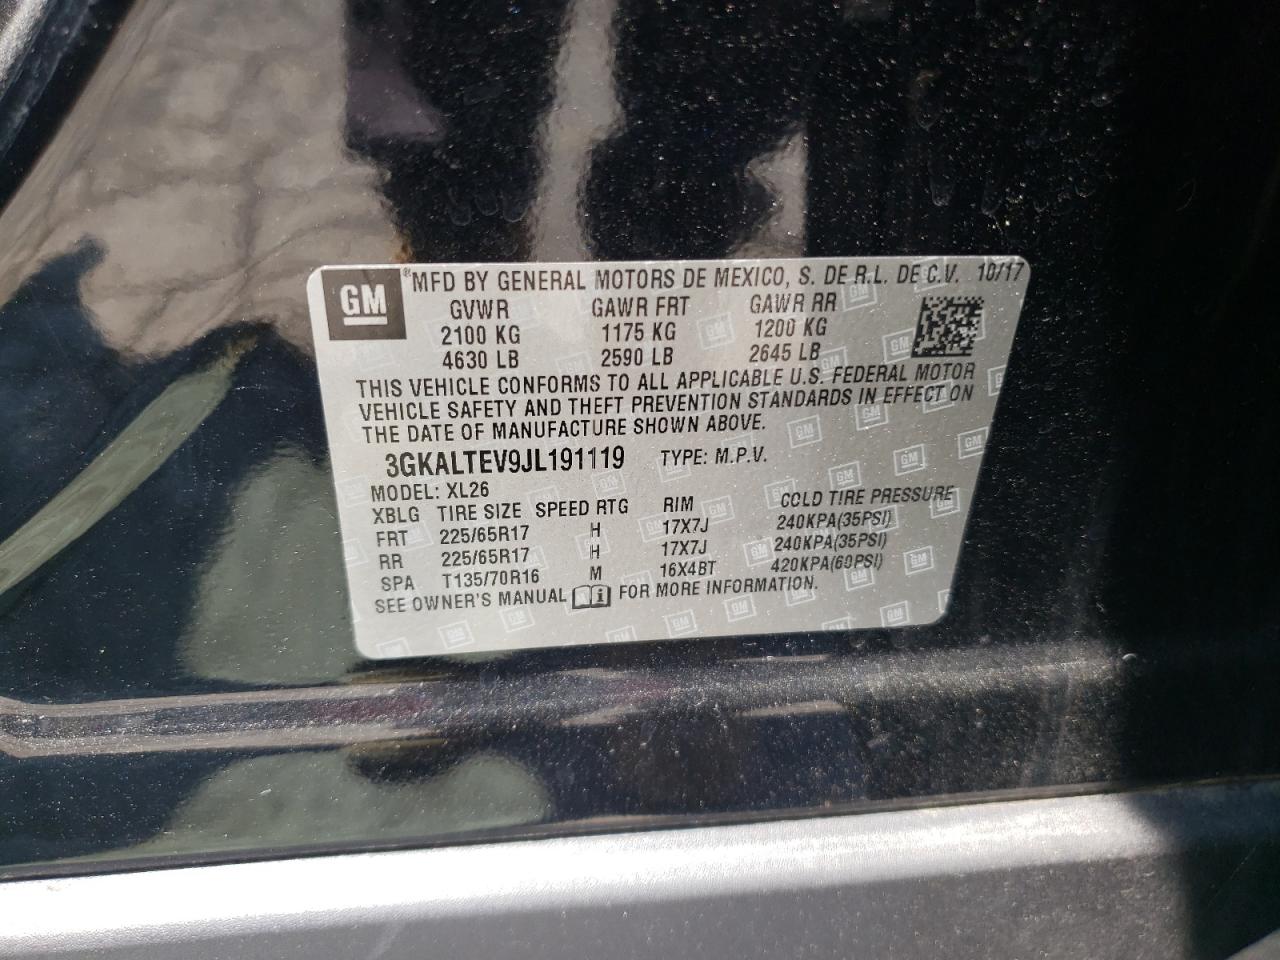 GM ®MFD BY GENERAL MOTORS DE MEXICO, S. DE R.L. DE C.V. 10/17
GVWR GAWR FRT GAWR RR
2100 KG 1175 KG 1200 KG
4630 LB 2590 LB 2645 LB
THIS VEHICLE CONFORMS TO ALL APPLICABLE U.S. FEDERAL MOTOR
VEHICLE SAFETY AND THEFT PREVENTION STANDARDS IN EFFECT ON
THE DATE OF MANUFACTURE SHOWN ABOVE.
3GKALTEV9JL191119 TYPE: M.P.V.
MODEL: XL26
XBLG TIRE SIZE SPEED RTG RIM COLD TIRE PRESSURE
FRT 225/65R17 H 17X7J 240KPA(35PSI)
RR 225/65R17 H 17X7J 240KPA(35PSI)
SPA T135/70R16 M 16X4BT 420KPA(60PSI)
SEE OWNER'S MANUAL i FOR MORE INFORMATION.